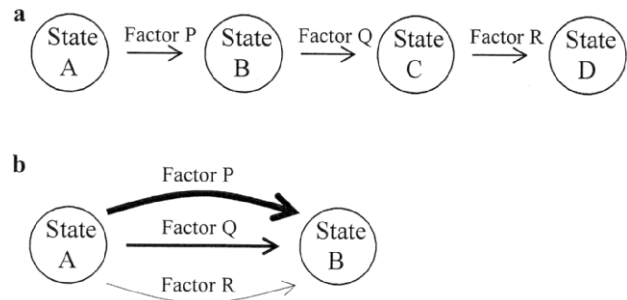 a
State A Factor P State B Factor Q State C Factor R State D
b
Factor P
State A Factor Q State B
Factor R